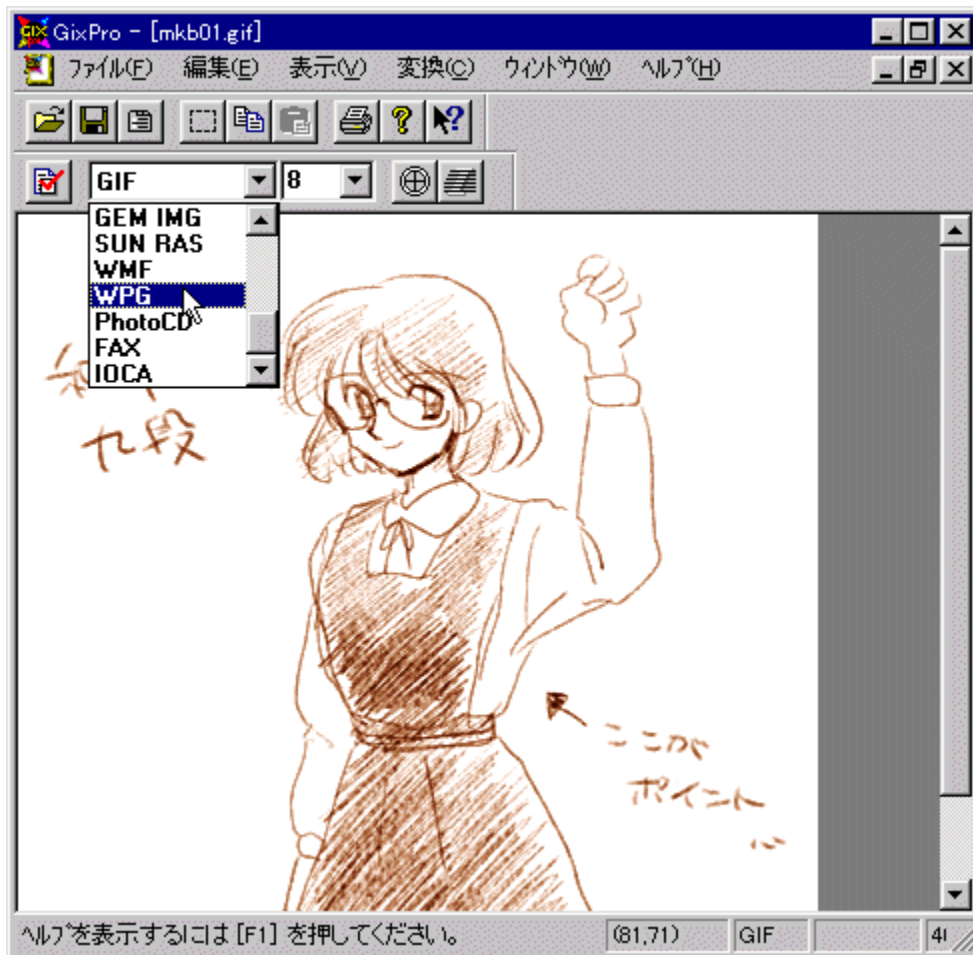 GixPro - [mkb01.gif]
ﾌｧｲﾙ(F) 編集(E) 表示(V) 変換(C) ｳｨﾝﾄﾞｳ(W) ﾍﾙﾌﾟ(H)
GIF 8
GEM IMG
SUN RAS
WMF
WPG
PhotoCD
FAX
IOCA
九段
ここが
ポイント
ﾍﾙﾌﾟを表示するには [F1] を押してください。 (81,71) GIF